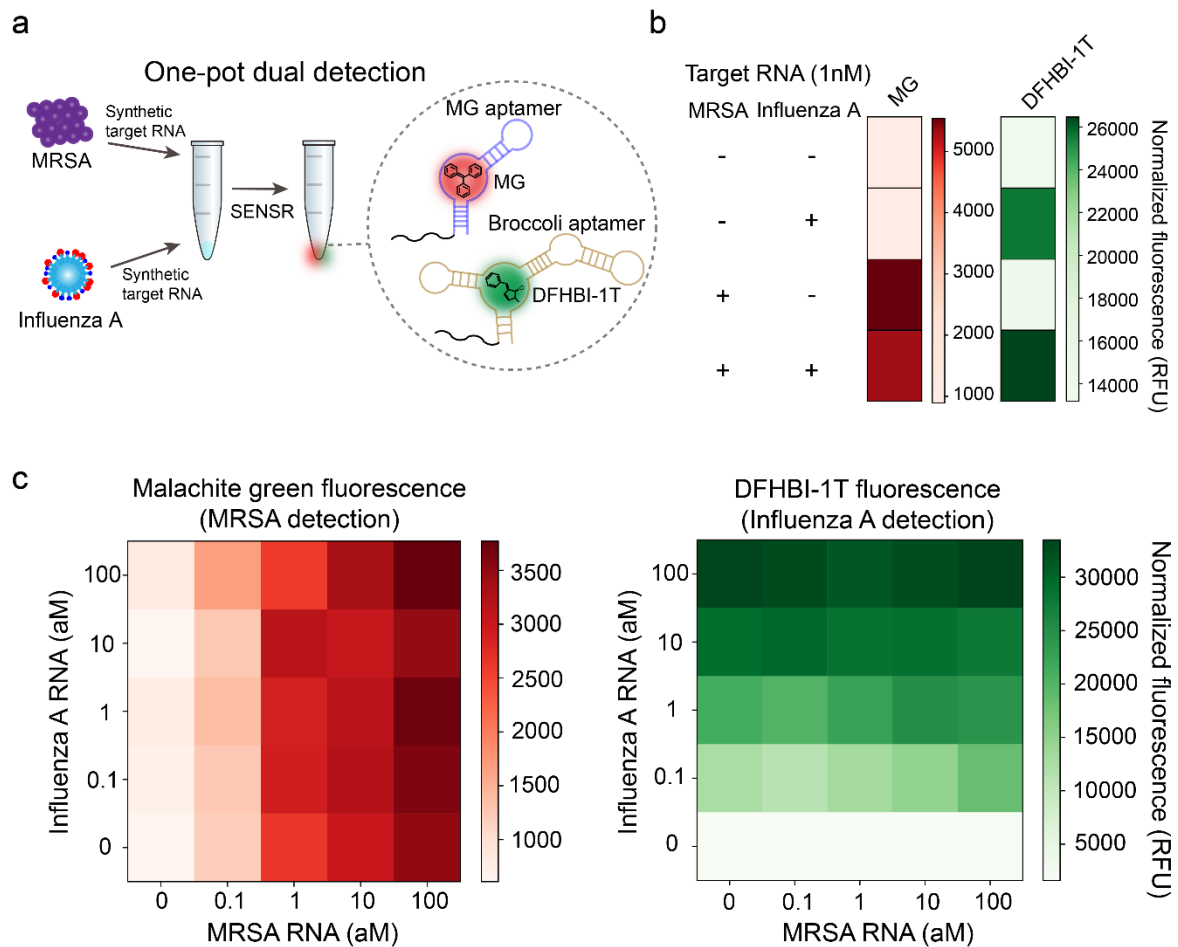 a
One-pot dual detection
MRSA
Synthetic
target RNA
SENSR
Influenza A
Synthetic
target RNA
MG aptamer
MG
Broccoli aptamer
DFHBI-1T
b
Target RNA (1nM)
MRSA Influenza A
MG
DFHBI-1T
- -
- +
+ -
+ +
5000
4000
3000
2000
1000
26000
24000
22000
20000
18000
16000
14000
Normalized fluorescence (RFU)
c
Malachite green fluorescence
(MRSA detection)
Influenza A RNA (aM)
100
10
1
0.1
0
0 0.1 1 10 100
MRSA RNA (aM)
3500
3000
2500
2000
1500
1000
DFHBI-1T fluorescence
(Influenza A detection)
Influenza A RNA (aM)
100
10
1
0.1
0
0 0.1 1 10 100
MRSA RNA (aM)
30000
25000
20000
15000
10000
5000
Normalized fluorescence (RFU)